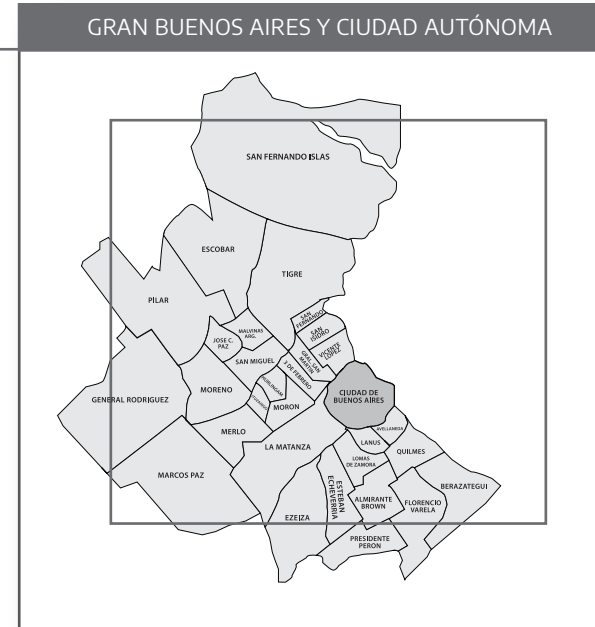 GRAN BUENOS AIRES Y CIUDAD AUTÓNOMA
SAN FERNANDO ISLAS
ESCOBAR
TIGRE
PILAR
SAN
FERNANDO
SAN
ISIDRO
MALVINAS
ARG.
JOSE C.
PAZ
VICENTE
LOPEZ
GRAL. SAN
MARTIN
SAN MIGUEL
3 DE FEBRERO
HURLINGAM
ITUZAINGO
MORENO
MORON
GENERAL RODRIGUEZ
CIUDAD DE
BUENOS AIRES
MERLO
AVELLANEDA
LA MATANZA
LANUS
QUILMES
LOMAS
DE ZAMORA
MARCOS PAZ
ESTEBAN
ECHEVERRIA
BERAZATEGUI
ALMIRANTE
BROWN
FLORENCIO
VARELA
EZEIZA
PRESIDENTE
PERON